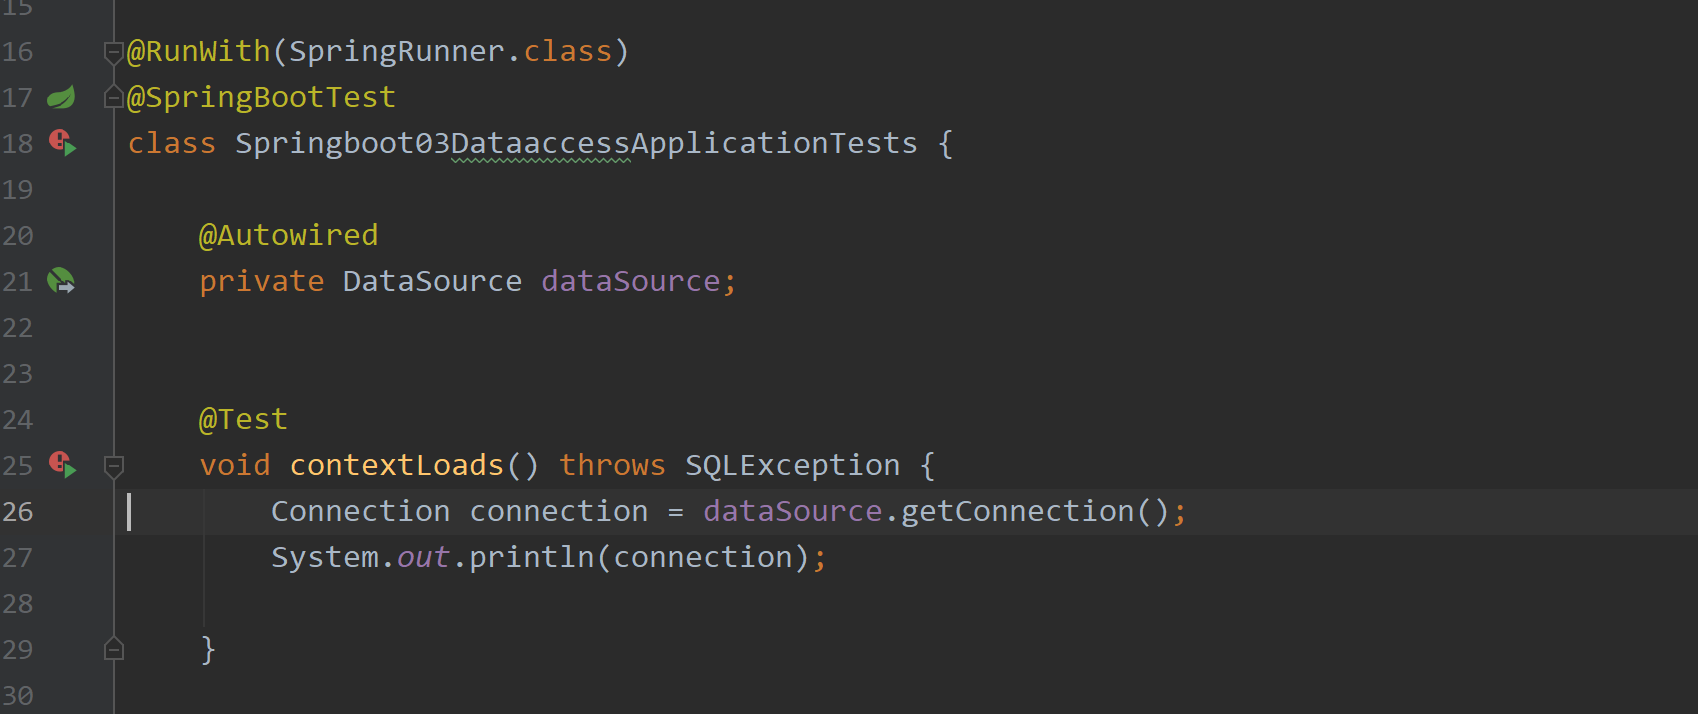 15
16 @RunWith(SpringRunner.class)
17 @SpringBootTest
18 class Springboot03DataaccessApplicationTests {
19
20 @Autowired
21 private DataSource dataSource;
22
23
24 @Test
25 void contextLoads() throws SQLException {
26 Connection connection = dataSource.getConnection();
27 System.out.println(connection);
28
29 }
30